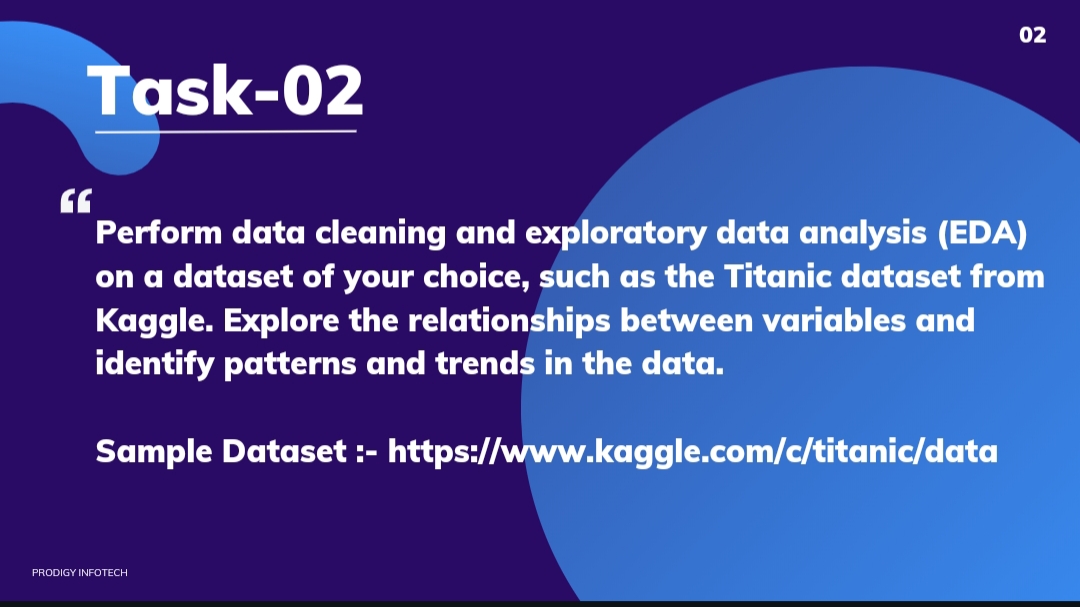 02
Task-02
“
Perform data cleaning and exploratory data analysis (EDA)
on a dataset of your choice, such as the Titanic dataset from
Kaggle. Explore the relationships between variables and
identify patterns and trends in the data.
Sample Dataset :- https://www.kaggle.com/c/titanic/data
PRODIGY INFOTECH